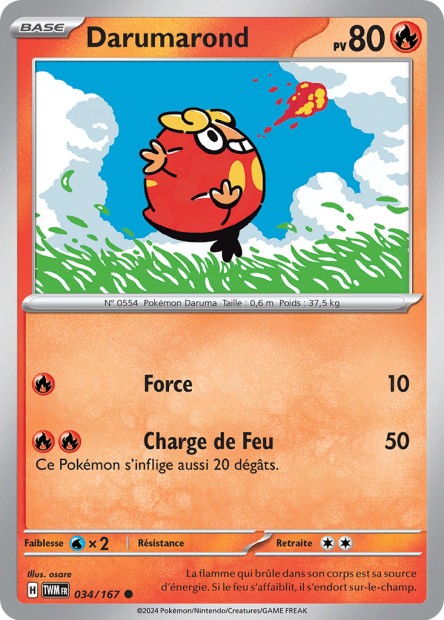 BASE
Darumarond
PV 80
N° 0554 Pokémon Daruma Taille : 0,6 m Poids : 37,5 kg
Force 10
Charge de Feu 50
Ce Pokémon s'inflige aussi 20 dégâts.
Faiblesse × 2 Résistance Retraite
Illus. osare
La flamme qui brûle dans son corps est sa source
d'énergie. Si le feu s'affaiblit, il s'endort sur-le-champ.
H TWM FR 034/167
©2024 Pokémon/Nintendo/Creatures/GAME FREAK